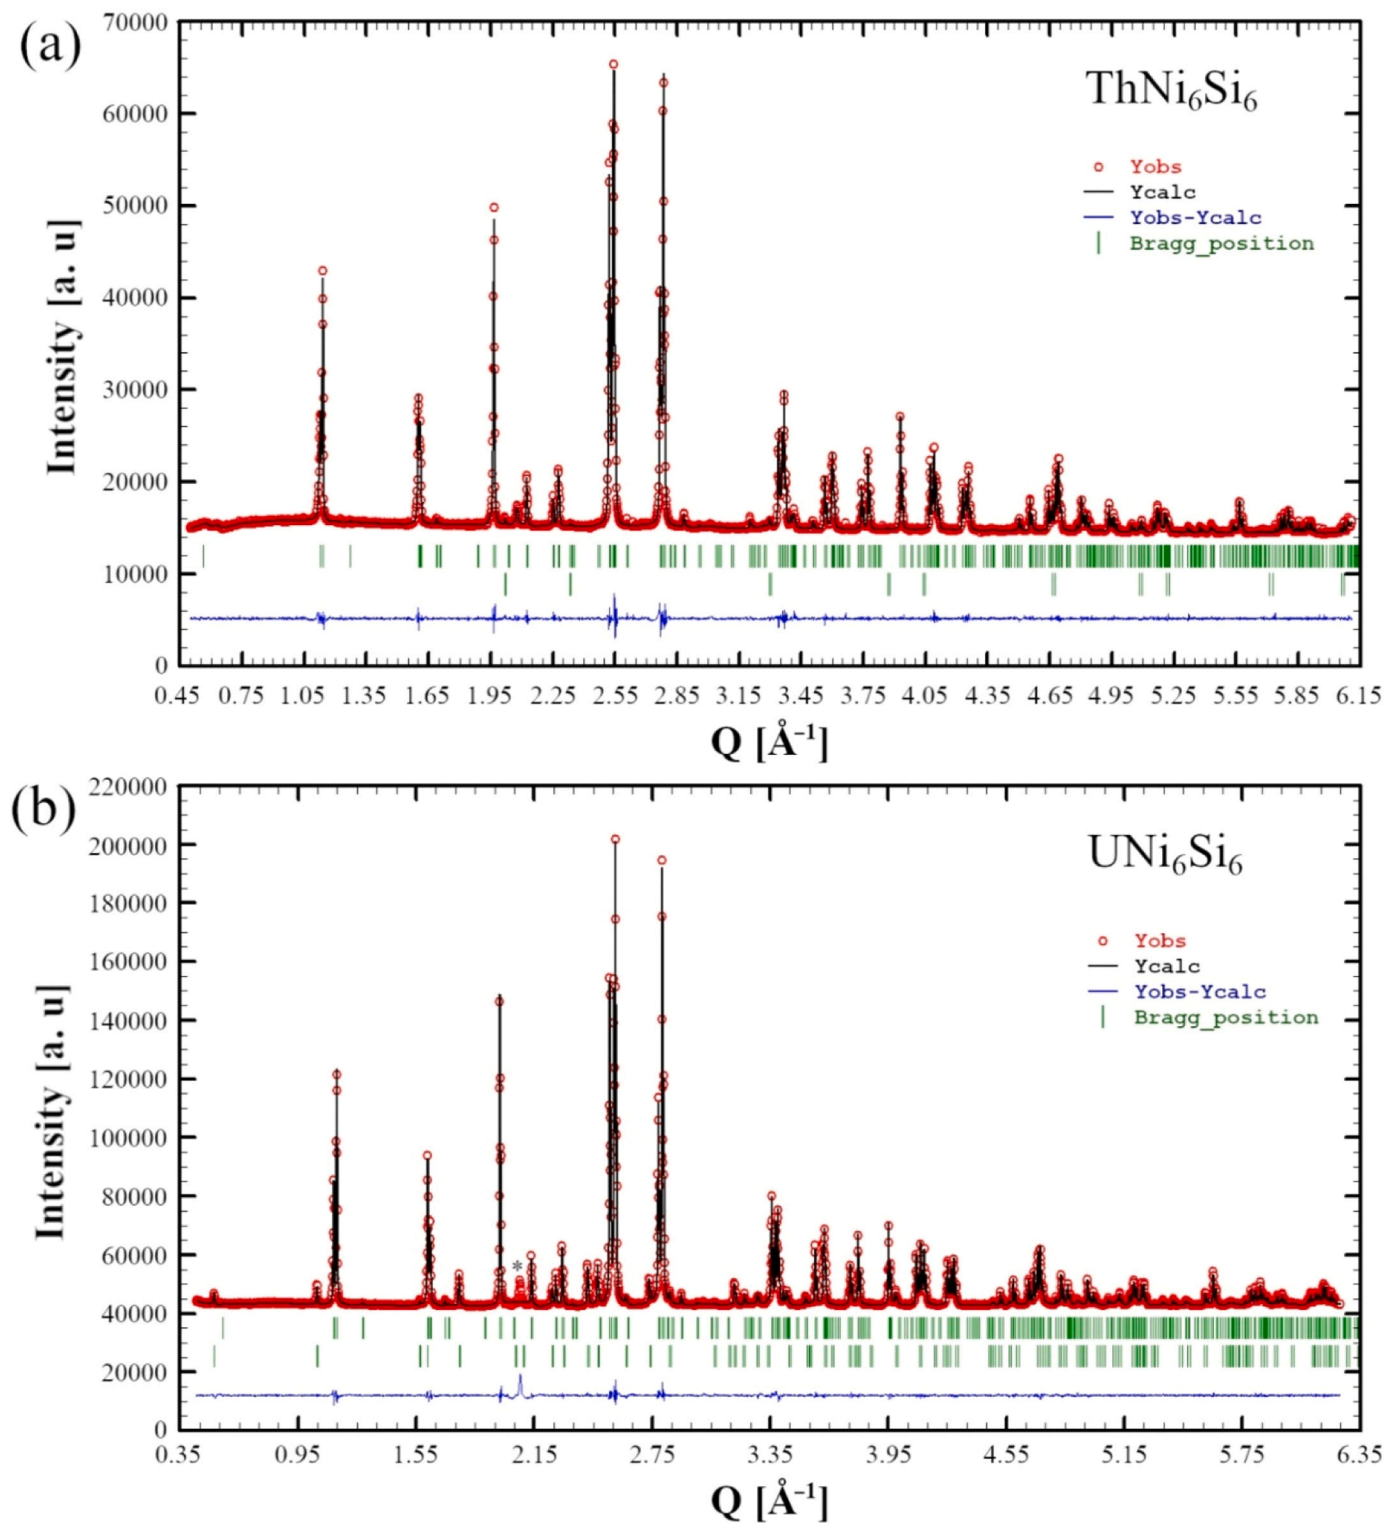 (a)
70000
60000
50000
40000
30000
20000
10000
0
Intensity [a. u]
ThNi₆Si₆
Yobs
Ycalc
Yobs-Ycalc
Bragg_position
0.45 0.75 1.05 1.35 1.65 1.95 2.25 2.55 2.85 3.15 3.45 3.75 4.05 4.35 4.65 4.95 5.25 5.55 5.85 6.15
Q [Å⁻¹]
(b)
220000
200000
180000
160000
140000
120000
100000
80000
60000
40000
20000
0
Intensity [a. u]
UNi₆Si₆
Yobs
Ycalc
Yobs-Ycalc
Bragg_position
*
0.35 0.95 1.55 2.15 2.75 3.35 3.95 4.55 5.15 5.75 6.35
Q [Å⁻¹]